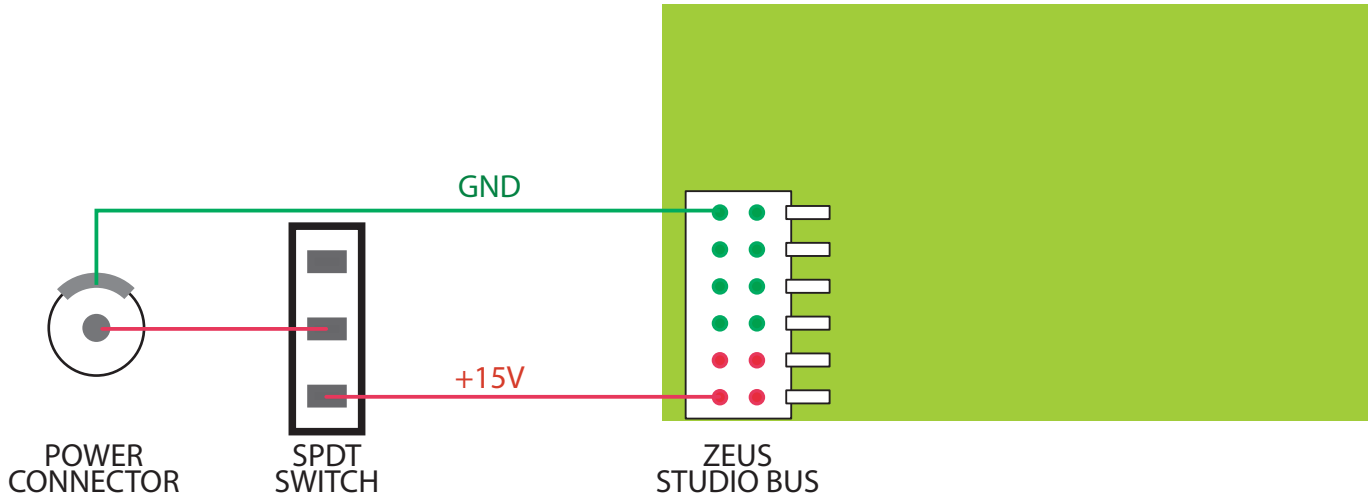 GND
+15V
POWER
CONNECTOR
SPDT
SWITCH
ZEUS
STUDIO BUS